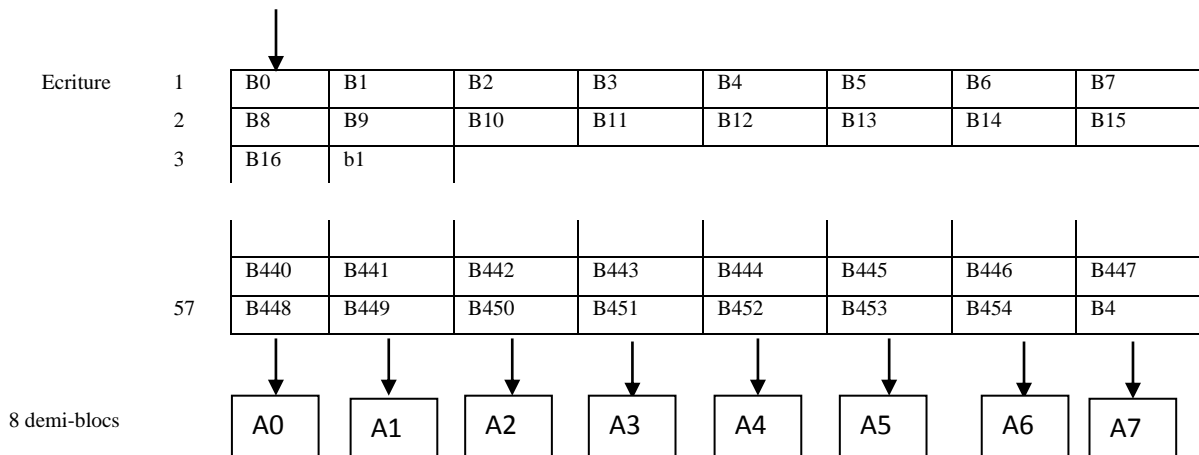 Ecriture 1 B0 B1 B2 B3 B4 B5 B6 B7
2 B8 B9 B10 B11 B12 B13 B14 B15
3 B16 b1
B440 B441 B442 B443 B444 B445 B446 B447
57 B448 B449 B450 B451 B452 B453 B454 B4
8 demi-blocs A0 A1 A2 A3 A4 A5 A6 A7